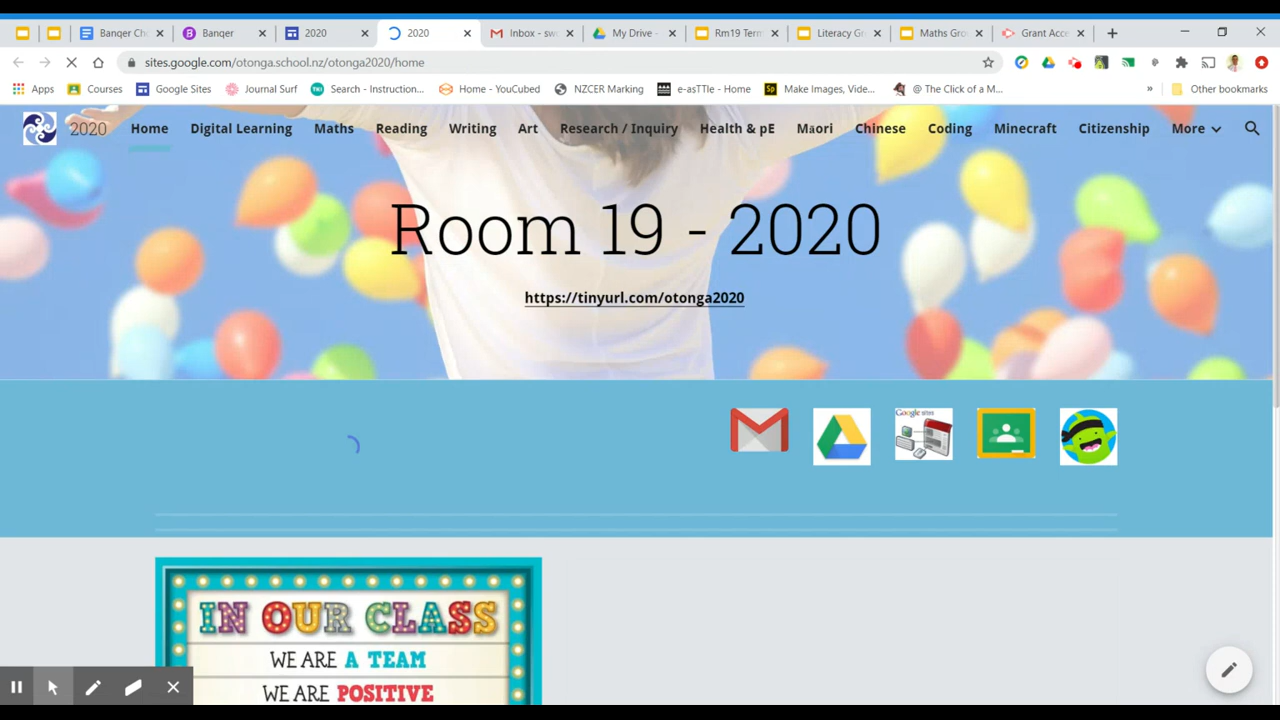 Banqer Ch
Banqer
2020
2020
Inbox - sw
My Drive -
Rm19 Term
Literacy Gr
Maths Gro
Grant Acce
sites.google.com/otonga.school.nz/otonga2020/home
Apps
Courses
Google Sites
Journal Surf
Search - Instruction...
Home - YouCubed
NZCER Marking
e-asTTle - Home
Make Images, Video...
@ The Click of a M...
»
Other bookmarks
2020
Home
Digital Learning
Maths
Reading
Writing
Art
Research / Inquiry
Health & pE
Māori
Chinese
Coding
Minecraft
Citizenship
More
Room 19 - 2020
https://tinyurl.com/otonga2020
Google sites
IN OUR CLASS
WE ARE A TEAM
WE ARE POSITIVE